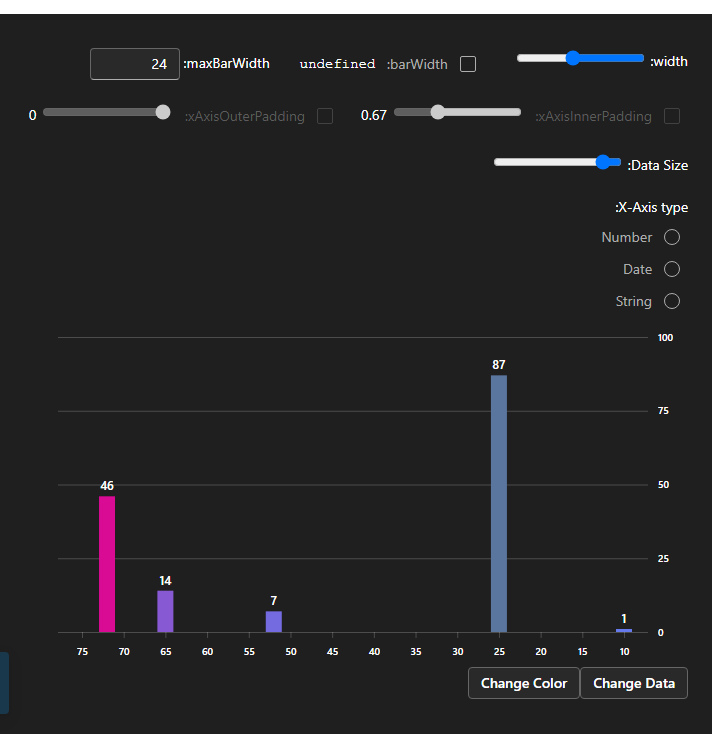 :width
undefined :barWidth
24 :maxBarWidth
:xAxisInnerPadding
0.67
:xAxisOuterPadding
0
:Data Size
:X-Axis type
Number
Date
String
100
87
75
46
50
25
14
7
1
0
75 70 65 60 55 50 45 40 35 30 25 20 15 10
Change Color Change Data